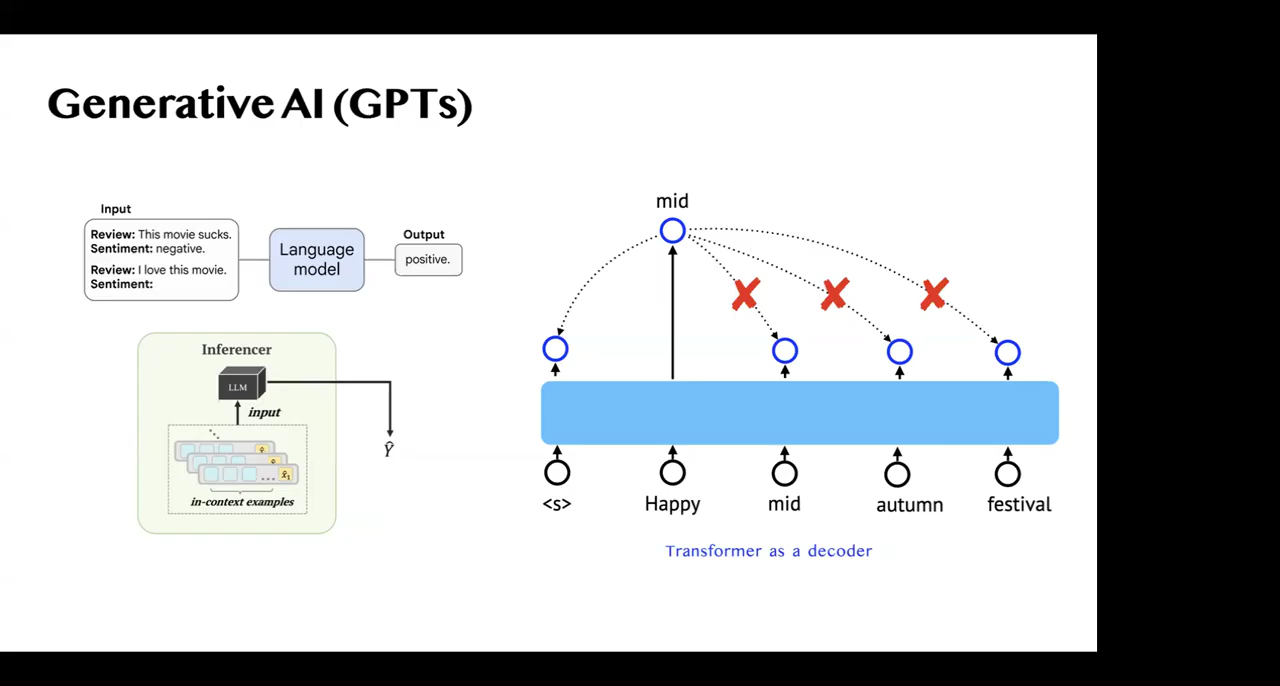 Generative AI (GPTs)
Input
Review: This movie sucks.
Sentiment: negative.
Review: I love this movie.
Sentiment:
Language
model
Output
positive.
Inferencer
LLM
input
in-context examples
Ŷ
mid
<s>
Happy
mid
autumn
festival
Transformer as a decoder